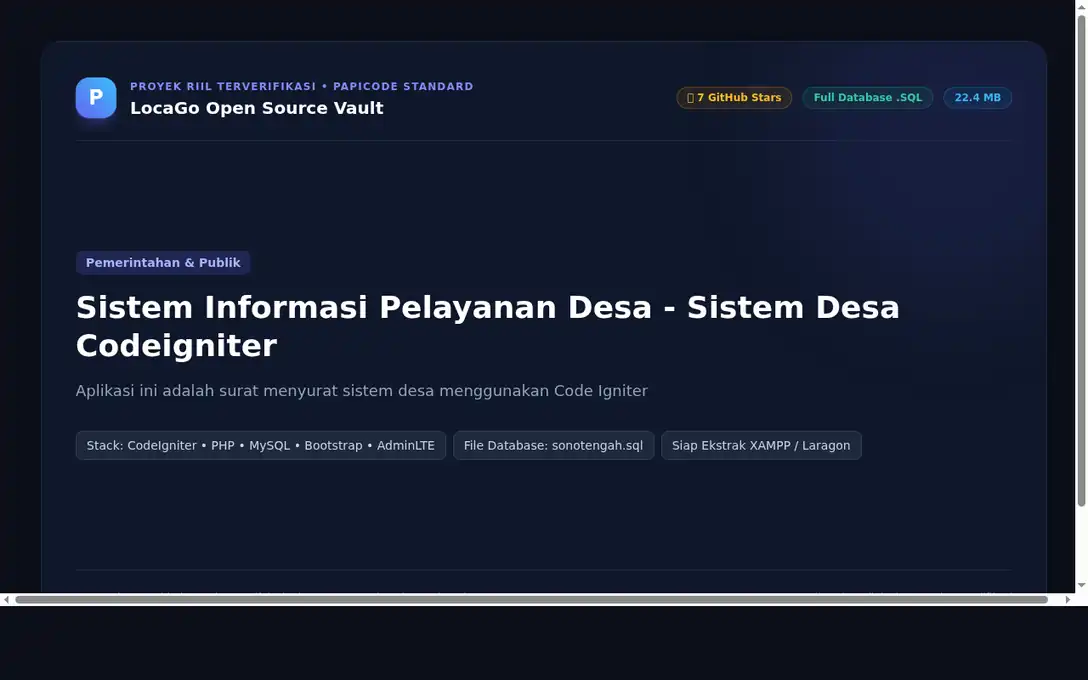 P
PROYEK RIIL TERVERIFIKASI • PAPICODE STANDARD
LocaGo Open Source Vault
7 GitHub Stars
Full Database .SQL
22.4 MB
Pemerintahan & Publik
Sistem Informasi Pelayanan Desa - Sistem Desa
Codeigniter
Aplikasi ini adalah surat menyurat sistem desa menggunakan Code Igniter
Stack: CodeIgniter • PHP • MySQL • Bootstrap • AdminLTE
File Database: sonotengah.sql
Siap Ekstrak XAMPP / Laragon